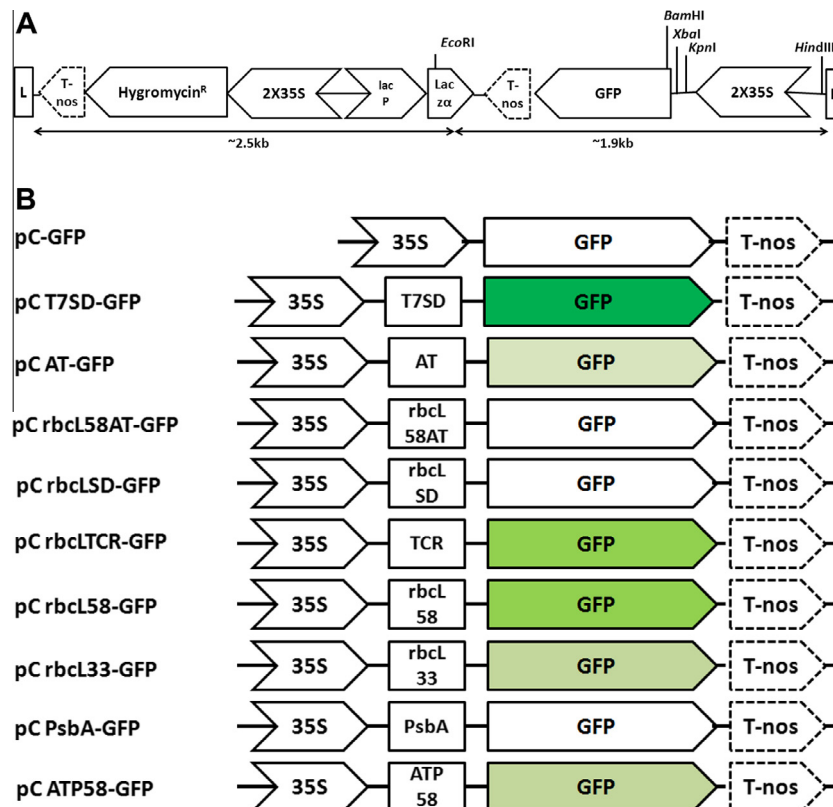 A
EcoRI
BamHI
XbaI
KpnI
HindIII
L
T-
nos
Hygromycinᴿ
2X35S
lac
P
Lac
zα
T-
nos
GFP
2X35S
~2.5kb
~1.9kb
B
pC-GFP
35S
GFP
T-nos
pC T7SD-GFP
35S
T7SD
GFP
T-nos
pC AT-GFP
35S
AT
GFP
T-nos
pC rbcL58AT-GFP
35S
rbcL
58AT
GFP
T-nos
pC rbcLSD-GFP
35S
rbcL
SD
GFP
T-nos
pC rbcLTCR-GFP
35S
TCR
GFP
T-nos
pC rbcL58-GFP
35S
rbcL
58
GFP
T-nos
pC rbcL33-GFP
35S
rbcL
33
GFP
T-nos
pC PsbA-GFP
35S
PsbA
GFP
T-nos
pC ATP58-GFP
35S
ATP
58
GFP
T-nos